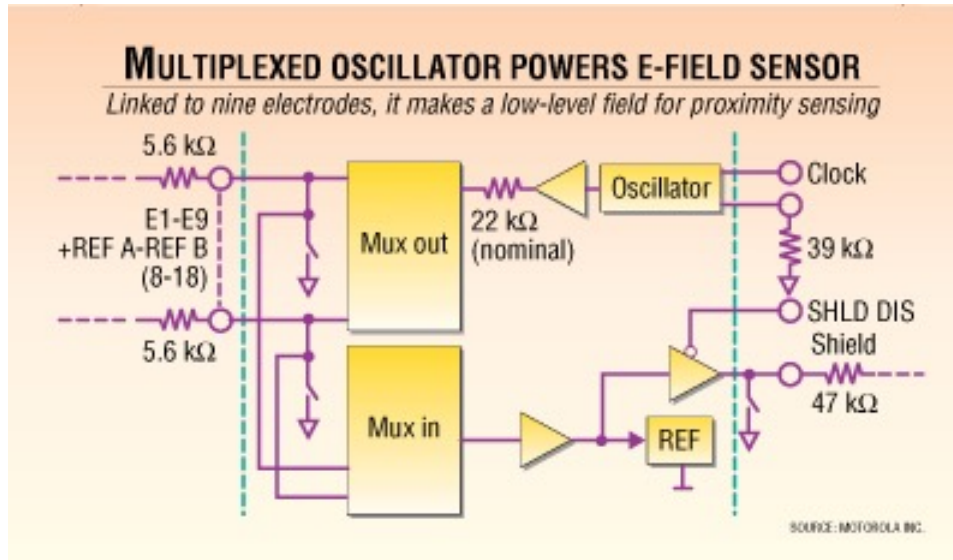 MULTIPLEXED OSCILLATOR POWERS E-FIELD SENSOR
Linked to nine electrodes, it makes a low-level field for proximity sensing
5.6 kΩ
E1-E9
+REF A-REF B
(8-18)
5.6 kΩ
Mux out
22 kΩ
(nominal)
Oscillator
Clock
39 kΩ
SHLD DIS
Shield
47 kΩ
Mux in
REF
SOURCE: MOTOROLA INC.